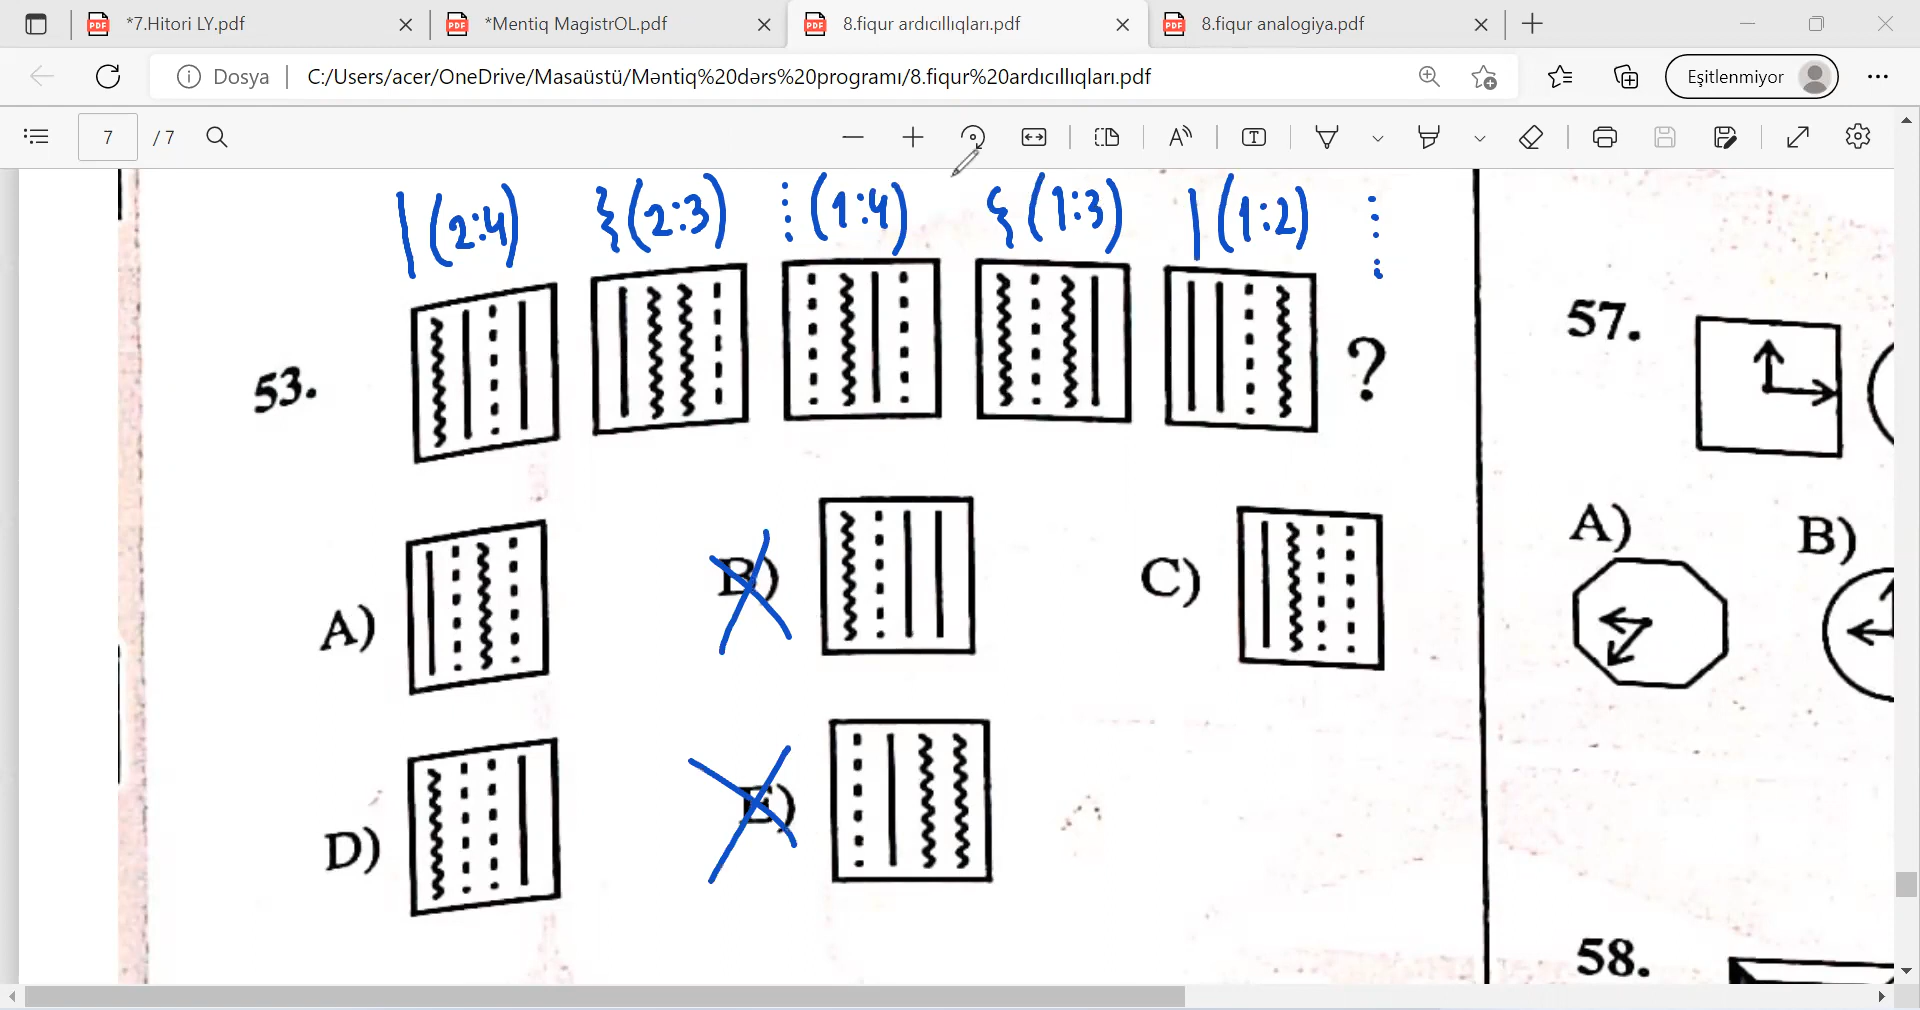 *7.Hitori LY.pdf
*Mentiq MagistrOL.pdf
8.fiqur ardıcıllıqları.pdf
8.fiqur analogiya.pdf
Dosya
C:/Users/acer/OneDrive/Masaüstü/Məntiq%20dərs%20programı/8.fiqur%20ardıcıllıqları.pdf
Eşitlenmiyor
7 / 7
(2:4) (2:3) (1:4) (1:3) (1:2)
53.
?
A)
B)
C)
D)
E)
57.
A)
B)
58.